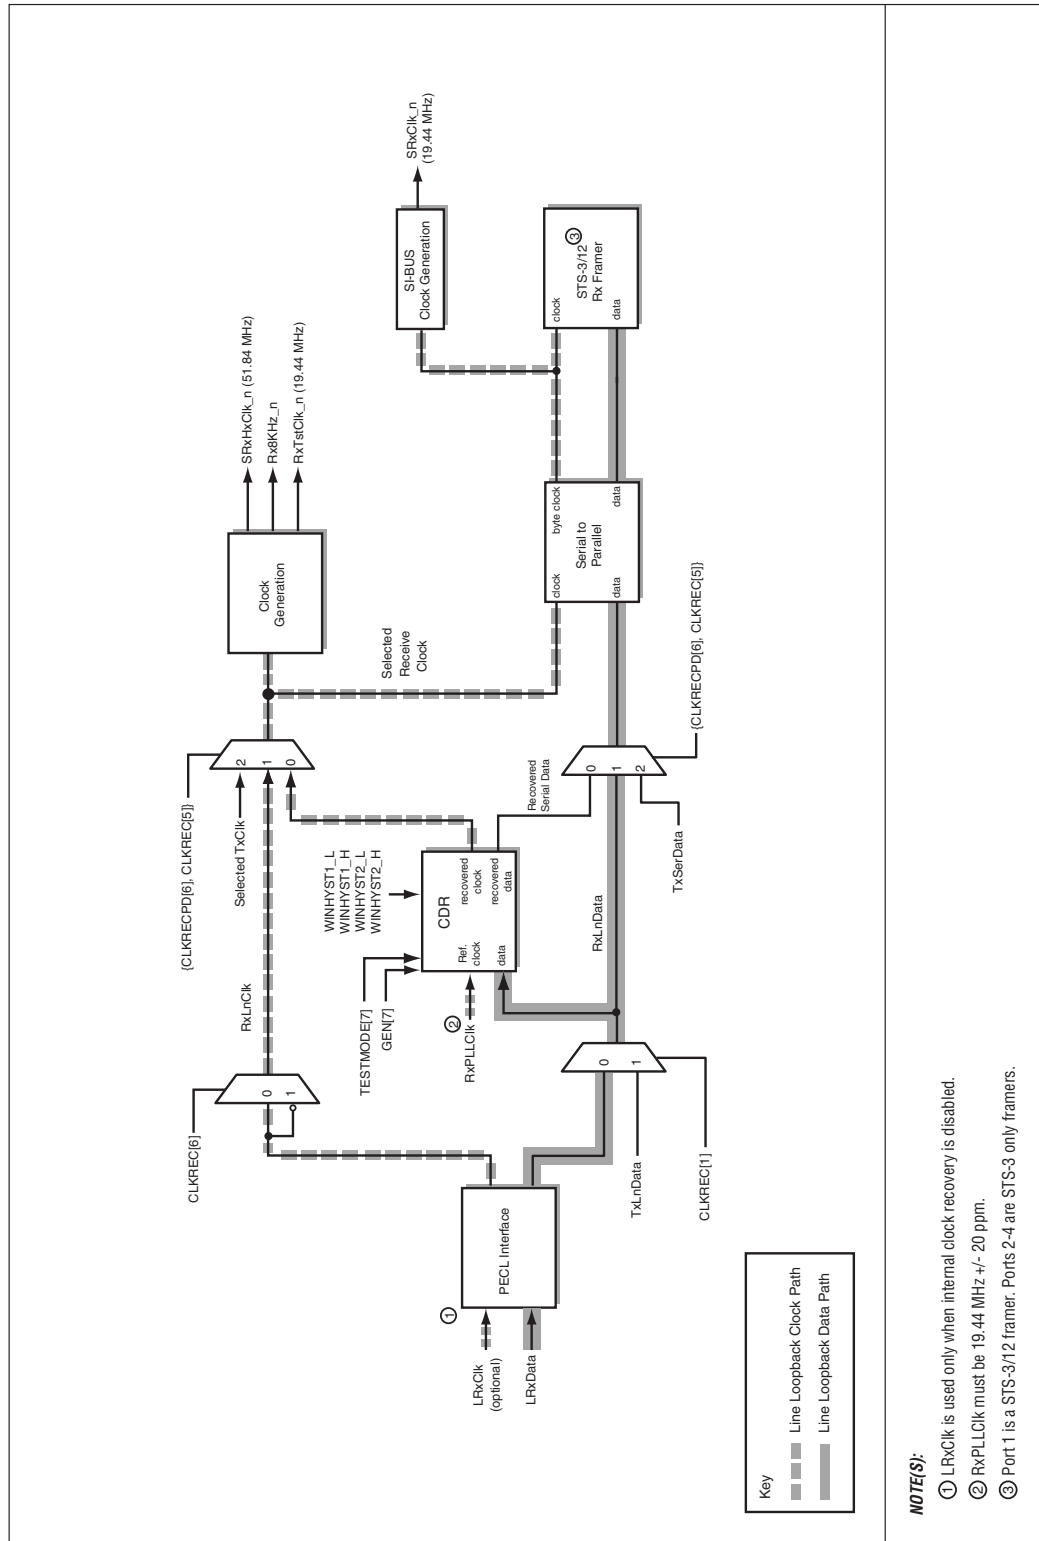 SRxClk_n
(19.44 MHz)
SI-BUS
Clock Generation
SRxHxClk_n (51.84 MHz)
Rx8KHz_n
RxTstClk_n (19.44 MHz)
Clock
Generation
clock
STS-3/12
Rx Framer
3
data
Selected
Receive
Clock
clock
byte clock
Serial to
Parallel
data
data
{CLKRECPD[6], CLKREC[5]}
Selected TxClk
2
1
0
RxLnClk
CLKREC[6]
0
1
TESTMODE[7]
GEN[7]
WINHYST1_L
WINHYST1_H
WINHYST2_L
WINHYST2_H
2
RxPLLClk
CDR
Ref.
clock
data
recovered
clock
recovered
data
Recovered
Serial Data
RxLnData
0
1
2
TxSerData
{CLKRECPD[6], CLKREC[5]}
0
1
TxLnData
CLKREC[1]
PECL Interface
1
LRxClk
(optional)
LRxData
Key
Line Loopback Clock Path
Line Loopback Data Path
NOTE(S):
1 LRxClk is used only when internal clock recovery is disabled.
2 RxPLLClk must be 19.44 MHz +/- 20 ppm.
3 Port 1 is a STS-3/12 framer. Ports 2-4 are STS-3 only framers.